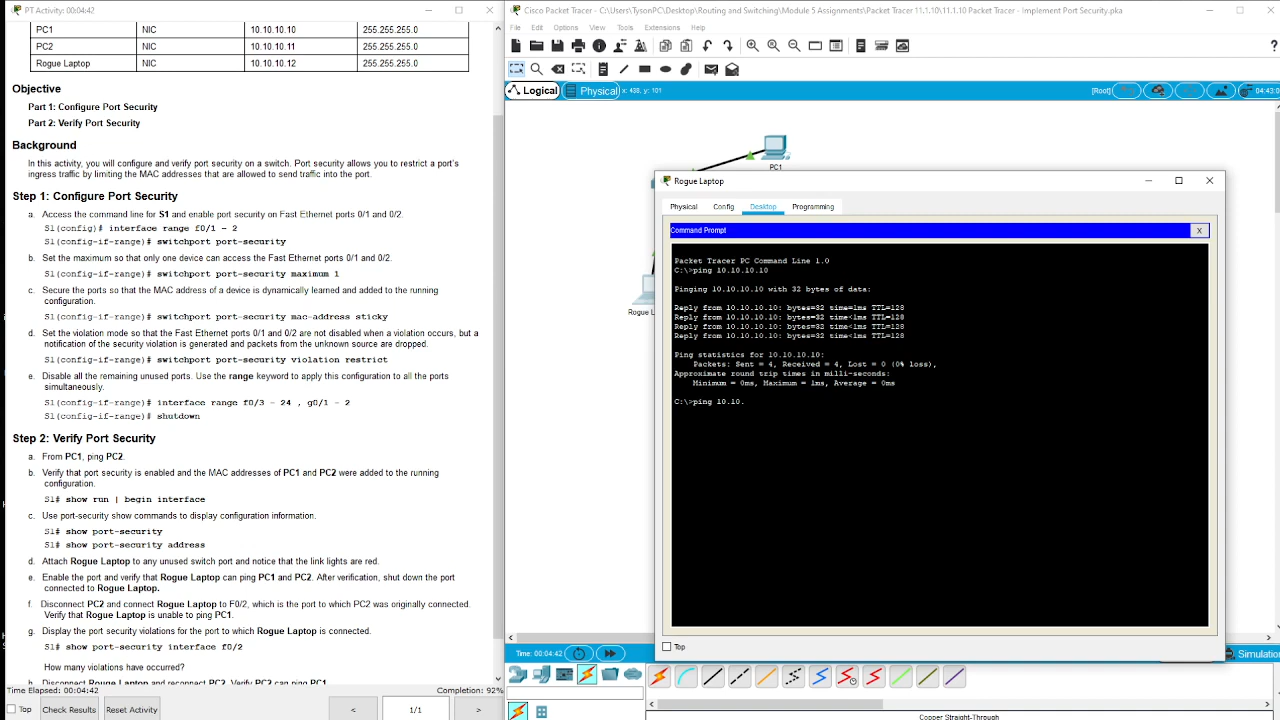 PT Activity: 00:04:42
PC1 NIC 10.10.10.10 255.255.255.0
PC2 NIC 10.10.10.11 255.255.255.0
Rogue Laptop NIC 10.10.10.12 255.255.255.0
Objective
Part 1: Configure Port Security
Part 2: Verify Port Security
Background
In this activity, you will configure and verify port security on a switch. Port security allows you to restrict a port's
ingress traffic by limiting the MAC addresses that are allowed to send traffic into the port.
Step 1: Configure Port Security
a. Access the command line for S1 and enable port security on Fast Ethernet ports 0/1 and 0/2.
S1(config)# interface range f0/1 - 2
S1(config-if-range)# switchport port-security
b. Set the maximum so that only one device can access the Fast Ethernet ports 0/1 and 0/2.
S1(config-if-range)# switchport port-security maximum 1
c. Secure the ports so that the MAC address of a device is dynamically learned and added to the running
configuration.
S1(config-if-range)# switchport port-security mac-address sticky
d. Set the violation mode so that the Fast Ethernet ports 0/1 and 0/2 are not disabled when a violation occurs, but a
notification of the security violation is generated and packets from the unknown source are dropped.
S1(config-if-range)# switchport port-security violation restrict
e. Disable all the remaining unused ports. Use the range keyword to apply this configuration to all the ports
simultaneously.
S1(config-if-range)# interface range f0/3 - 24 , g0/1 - 2
S1(config-if-range)# shutdown
Step 2: Verify Port Security
a. From PC1, ping PC2.
b. Verify that port security is enabled and the MAC addresses of PC1 and PC2 were added to the running
configuration.
S1# show run | begin interface
c. Use port-security show commands to display configuration information.
S1# show port-security
S1# show port-security address
d. Attach Rogue Laptop to any unused switch port and notice that the link lights are red.
e. Enable the port and verify that Rogue Laptop can ping PC1 and PC2. After verification, shut down the port
connected to Rogue Laptop.
f. Disconnect PC2 and connect Rogue Laptop to F0/2, which is the port to which PC2 was originally connected.
Verify that Rogue Laptop is unable to ping PC1.
g. Display the port security violations for the port to which Rogue Laptop is connected.
S1# show port-security interface f0/2
How many violations have occured?
h. Disconnect Rogue Laptop and reconnect PC2. Verify PC2 can ping PC1.
Time Elapsed: 00:04:42 Completion: 92%
Top Check Results Reset Activity < 1/1 >
Cisco Packet Tracer - C:\Users\TysonPC\Desktop\Routing and Switching\Module 5 Assignments\Packet Tracer 11.1.10\11.1.10 Packet Tracer - Implement Port Security.pka
File Edit Options View Tools Extensions Help
Logical Physical x: 438, y: 101 [Root] 04:43:0
PC1
Rogue L
Rogue Laptop
Physical Config Desktop Programming
Command Prompt X
Packet Tracer PC Command Line 1.0
C:\>ping 10.10.10.10
Pinging 10.10.10.10 with 32 bytes of data:
Reply from 10.10.10.10: bytes=32 time=1ms TTL=128
Reply from 10.10.10.10: bytes=32 time<1ms TTL=128
Reply from 10.10.10.10: bytes=32 time<1ms TTL=128
Reply from 10.10.10.10: bytes=32 time<1ms TTL=128
Ping statistics for 10.10.10.10:
Packets: Sent = 4, Received = 4, Lost = 0 (0% loss),
Approximate round trip times in milli-seconds:
Minimum = 0ms, Maximum = 1ms, Average = 0ms
C:\>ping 10.10.
Top
Time: 00:04:42 Simulation
Copper Straight-Through